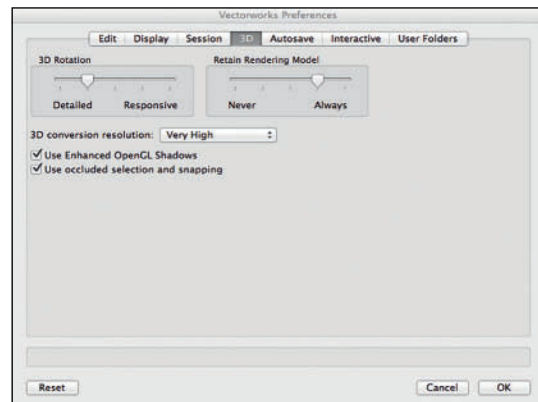 Vectorworks Preferences
Edit Display Session 3D Autosave Interactive User Folders
3D Rotation Retain Rendering Model
Detailed Responsive Never Always
3D conversion resolution: Very High
Use Enhanced OpenGL Shadows
Use occluded selection and snapping
Reset Cancel OK